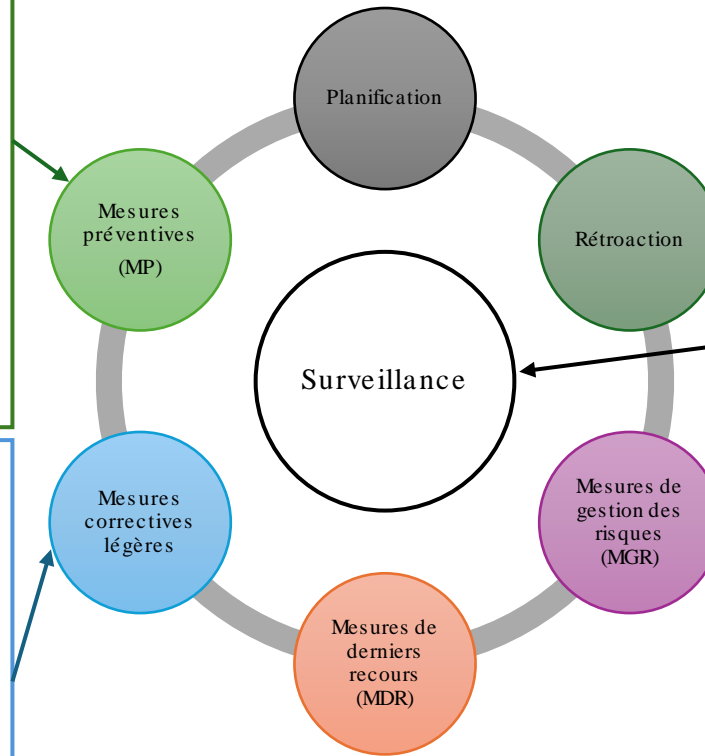 Planification
Mesures
préventives
(MP)
Rétroaction
Surveillance
Mesures
correctives
légères
Mesures de
gestion des
risques
(MGR)
Mesures de
derniers
recours
(MDR)